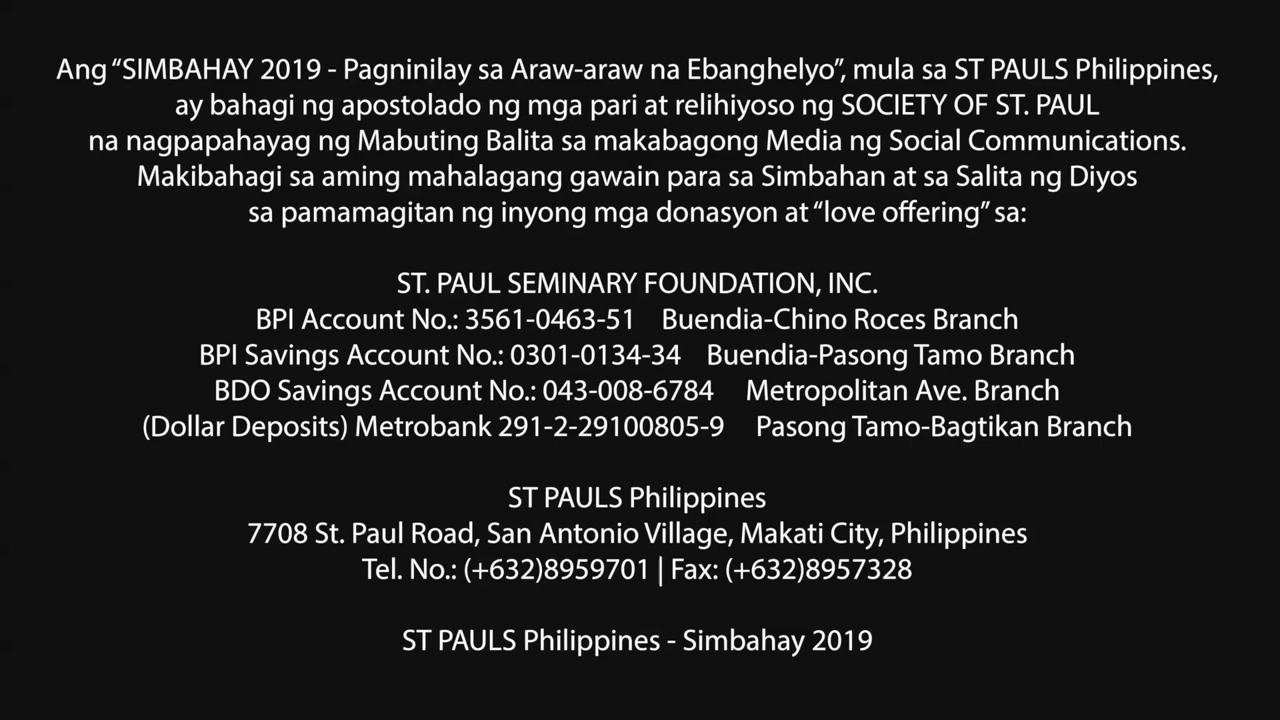 Ang “SIMBAHAY 2019 - Pagninilay sa Araw-araw na Ebanghelyo”, mula sa ST PAULS Philippines,
ay bahagi ng apostolado ng mga pari at relihiyoso ng SOCIETY OF ST. PAUL
na nagpapahayag ng Mabuting Balita sa makabagong Media ng Social Communications.
Makibahagi sa aming mahalagang gawain para sa Simbahan at sa Salita ng Diyos
sa pamamagitan ng inyong mga donasyon at “love offering” sa:
ST. PAUL SEMINARY FOUNDATION, INC.
BPI Account No.: 3561-0463-51 Buendia-Chino Roces Branch
BPI Savings Account No.: 0301-0134-34 Buendia-Pasong Tamo Branch
BDO Savings Account No.: 043-008-6784 Metropolitan Ave. Branch
(Dollar Deposits) Metrobank 291-2-29100805-9 Pasong Tamo-Bagtikan Branch
ST PAULS Philippines
7708 St. Paul Road, San Antonio Village, Makati City, Philippines
Tel. No.: (+632)8959701 | Fax: (+632)8957328
ST PAULS Philippines - Simbahay 2019